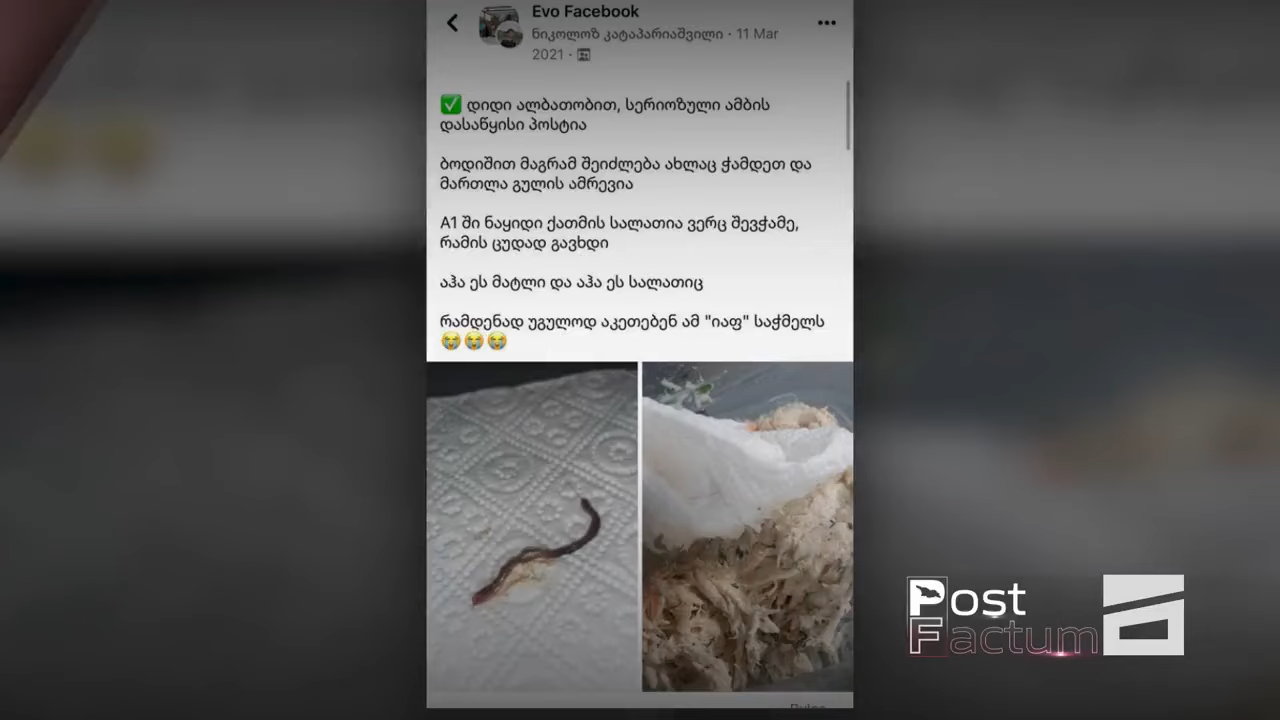 Evo Facebook
ნიკოლოზ კატაპარიაშვილი · 11 Mar
2021 ·
✅ დიდი ალბათობით, სერიოზული ამბის
დასაწყისი პოსტია
ბოდიშით მაგრამ შეიძლება ახლაც ჭამდეთ და
მართლა გულის ამრევია
A1 ში ნაყიდი ქათმის სალათია ვერც შევჭამე,
რამის ცუდად გავხდი
აჰა ეს მატლი და აჰა ეს სალათიც
რამდენად უგულოდ აკეთებენ ამ "იაფ" საჭმელს
😭😭😭
Post
Factum